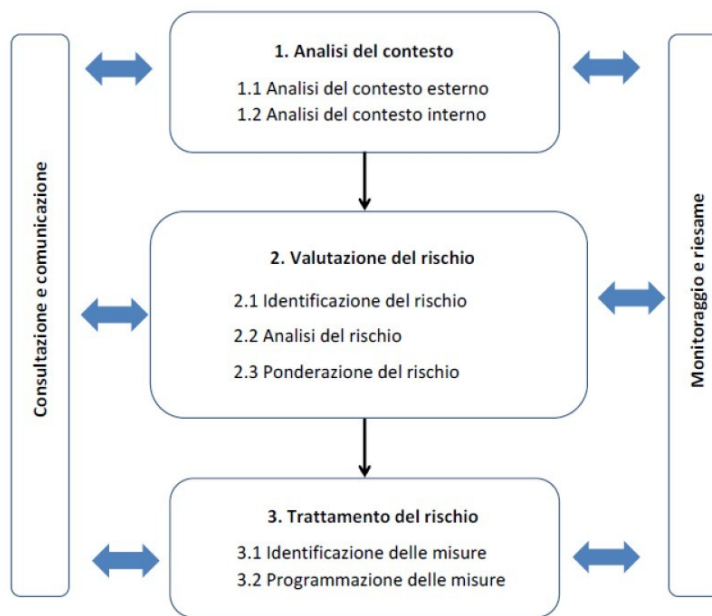 Consultazione e comunicazione
1. Analisi del contesto
1.1 Analisi del contesto esterno
1.2 Analisi del contesto interno
2. Valutazione del rischio
2.1 Identificazione del rischio
2.2 Analisi del rischio
2.3 Ponderazione del rischio
3. Trattamento del rischio
3.1 Identificazione delle misure
3.2 Programmazione delle misure
Monitoraggio e riesame